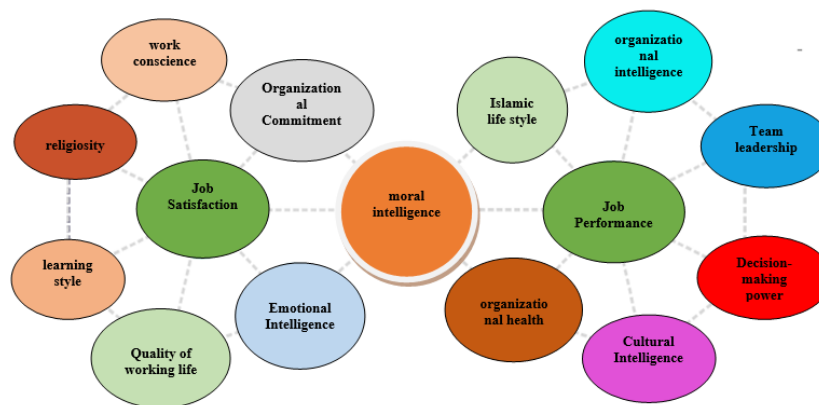 work
conscience
Organization
al
Commitment
religiosity
Job
Satisfaction
learning
style
Emotional
Intelligence
Quality of
working life
moral
intelligence
Islamic
life style
organizatio
nal
intelligence
Team
leadership
Job
Performance
Decision-
making
power
organizatio
nal health
Cultural
Intelligence